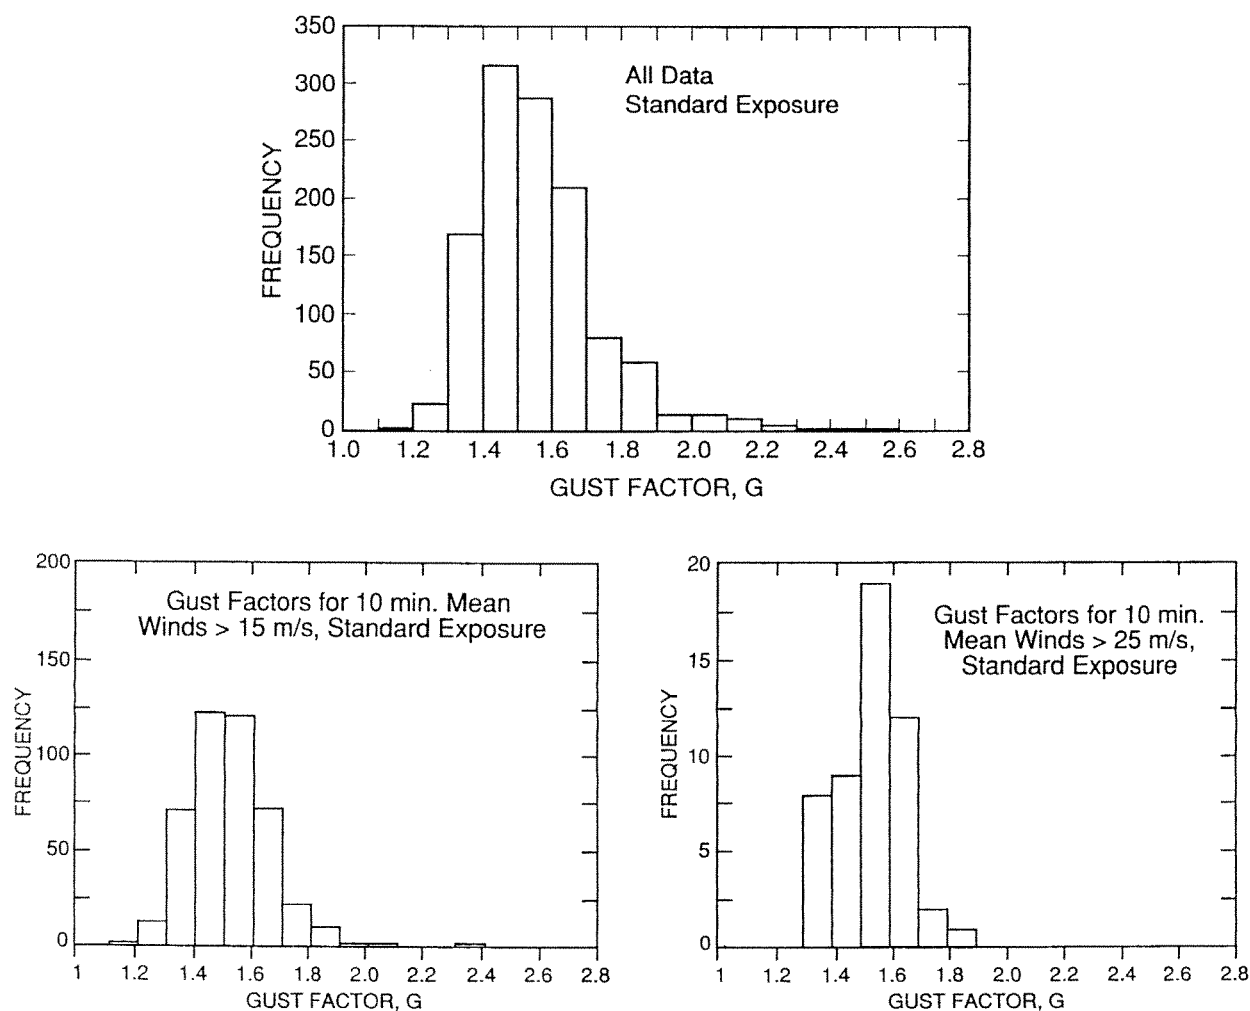 350
300
250
200
150
100
50
0
FREQUENCY
All Data
Standard Exposure
1.0 1.2 1.4 1.6 1.8 2.0 2.2 2.4 2.6 2.8
GUST FACTOR, G
200
150
100
50
0
FREQUENCY
Gust Factors for 10 min. Mean
Winds > 15 m/s, Standard Exposure
1 1.2 1.4 1.6 1.8 2.0 2.2 2.4 2.6 2.8
GUST FACTOR, G
20
15
10
5
0
FREQUENCY
Gust Factors for 10 min.
Mean Winds > 25 m/s,
Standard Exposure
1 1.2 1.4 1.6 1.8 2.0 2.2 2.4 2.6 2.8
GUST FACTOR, G